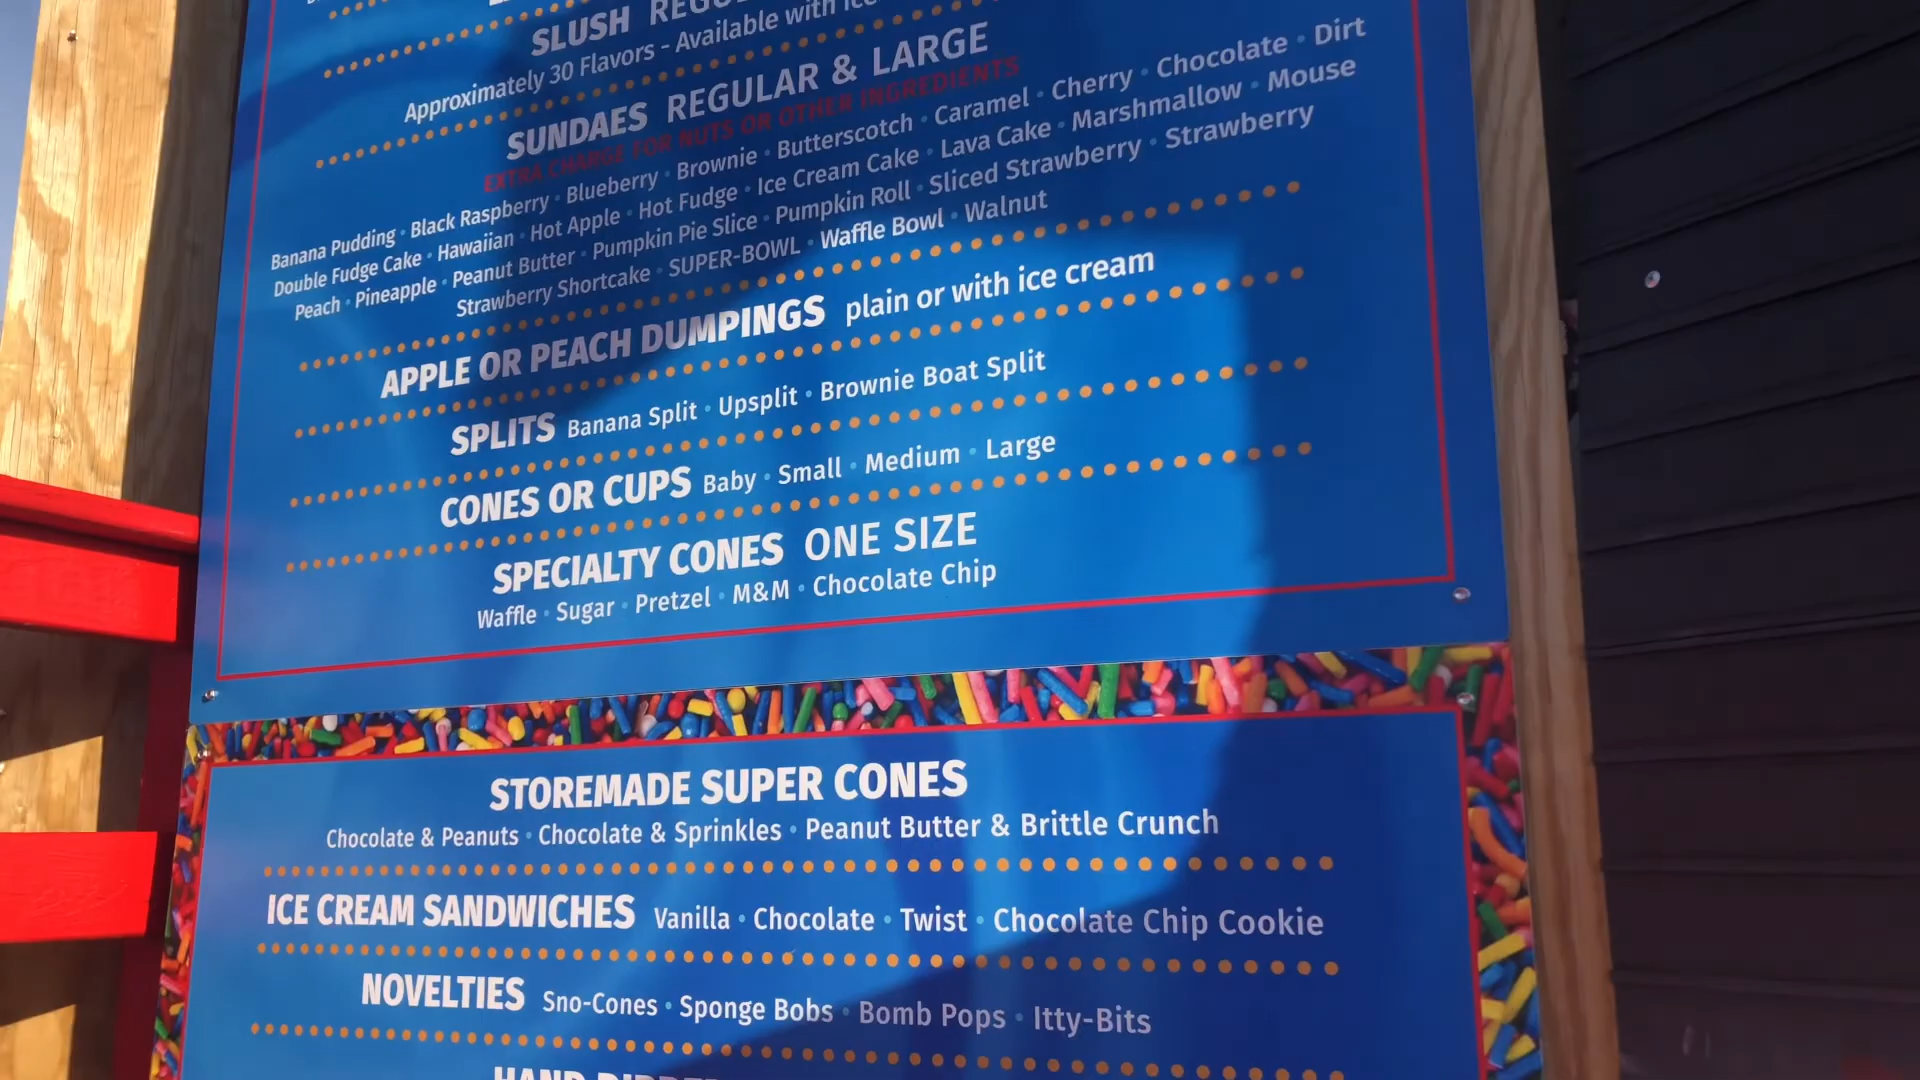 SLUSH
Approximately 30 Flavors - Available with
SUNDAES REGULAR & LARGE
EXTRA CHARGE FOR NUTS OR OTHER INGREDIENTS
Banana Pudding • Black Raspberry • Blueberry • Brownie • Butterscotch • Caramel • Cherry • Chocolate • Dirt
Double Fudge Cake • Hawaiian • Hot Apple • Hot Fudge • Ice Cream Cake • Lava Cake • Marshmallow • Mouse
Peach • Pineapple • Peanut Butter • Pumpkin Pie Slice • Pumpkin Roll • Sliced Strawberry • Strawberry
Strawberry Shortcake • SUPER-BOWL • Waffle Bowl • Walnut
APPLE OR PEACH DUMPINGS plain or with ice cream
SPLITS Banana Split • Upsplit • Brownie Boat Split
CONES OR CUPS Baby • Small • Medium • Large
SPECIALTY CONES ONE SIZE
Waffle • Sugar • Pretzel • M&M • Chocolate Chip
STOREMADE SUPER CONES
Chocolate & Peanuts • Chocolate & Sprinkles • Peanut Butter & Brittle Crunch
ICE CREAM SANDWICHES Vanilla • Chocolate • Twist • Chocolate Chip Cookie
NOVELTIES Sno-Cones • Sponge Bobs • Bomb Pops • Itty-Bits